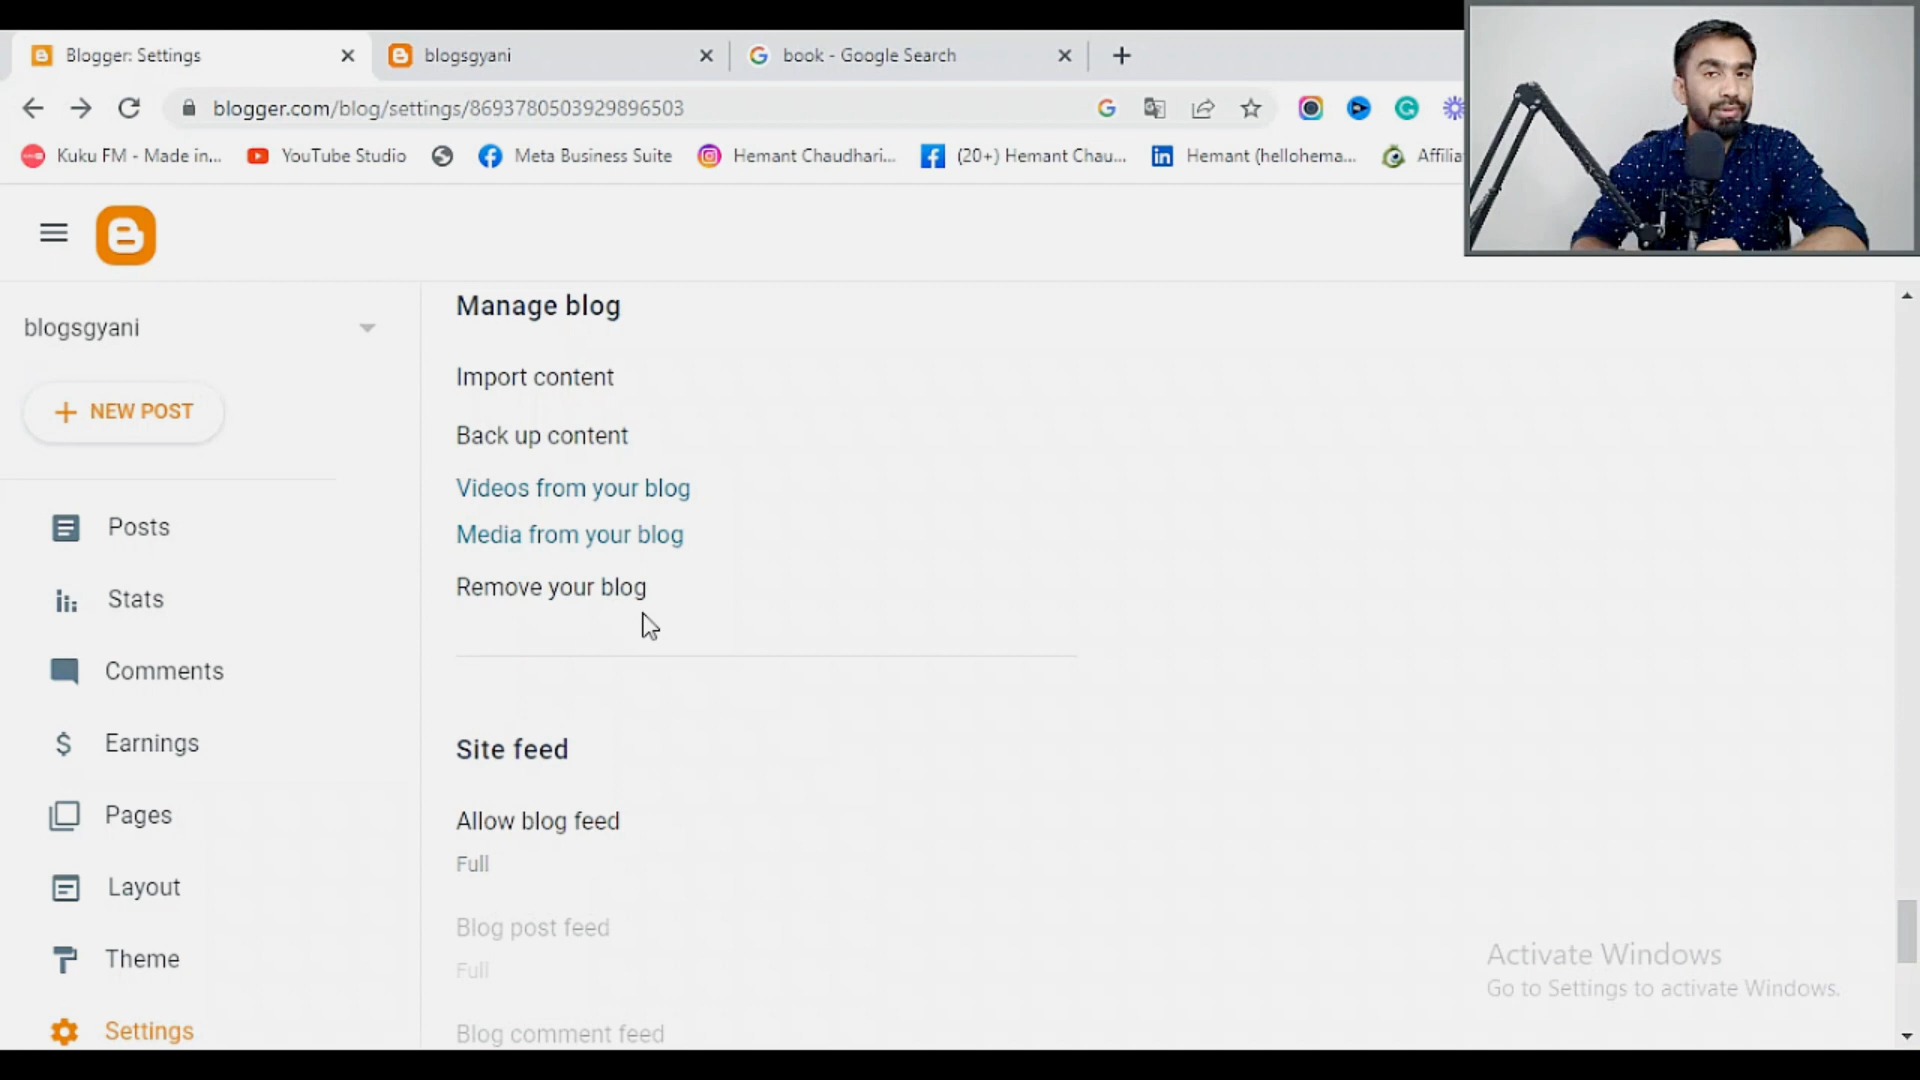 Blogger: Settings
blogsgyani
book - Google Search
blogger.com/blog/settings/8693780503929896503
Kuku FM - Made in...
YouTube Studio
Meta Business Suite
Hemant Chaudhari...
(20+) Hemant Chau...
Hemant (hellohema...
Affilia
blogsgyani
NEW POST
Posts
Stats
Comments
Earnings
Pages
Layout
Theme
Settings
Manage blog
Import content
Back up content
Videos from your blog
Media from your blog
Remove your blog
Site feed
Allow blog feed
Full
Blog post feed
Full
Blog comment feed
Activate Windows
Go to Settings to activate Windows.